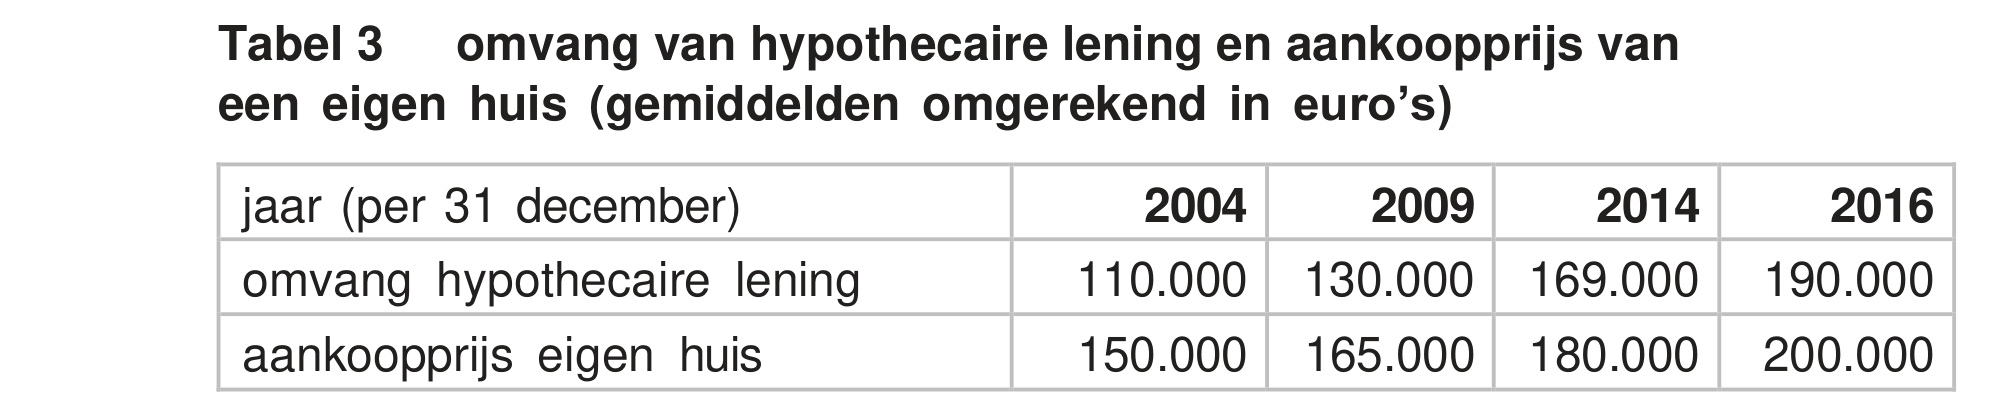 Tabel 3 omvang van hypothecaire lening en aankoopprijs van
een eigen huis (gemiddelden omgerekend in euro’s)
jaar (per 31 december) 2004 2009 2014 2016
omvang hypothecaire lening 110.000 130.000 169.000 190.000
aankoopprijs eigen huis 150.000 165.000 180.000 200.000